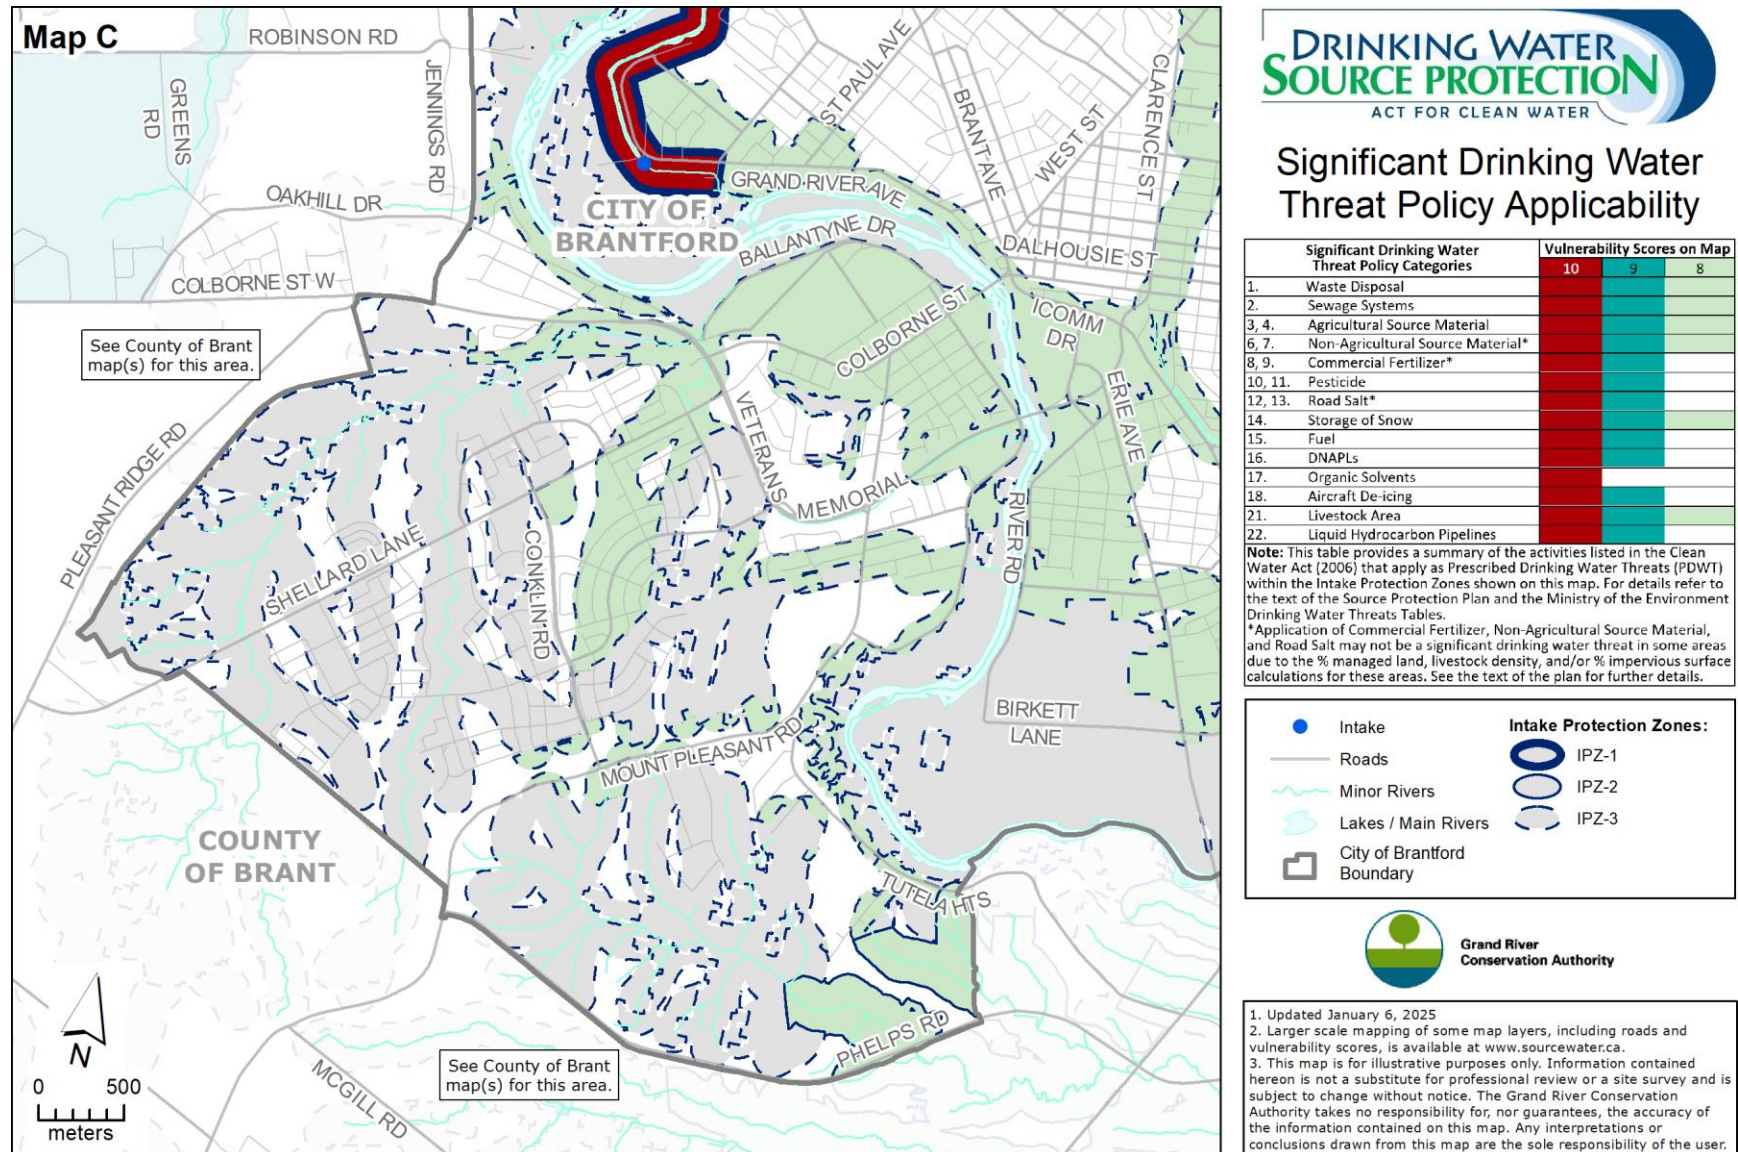 Map C
ROBINSON RD
GREENS
RD
JENNINGS RD
OAKHILL DR
COLBORNE ST W
See County of Brant
map(s) for this area.
PLEASANT RIDGE RD
CITY OF
BRANTFORD
ST PAUL AVE
BRANT AVE
WEST ST
CLARENCE ST
GRAND RIVER AVE
BALLANTYNE DR
DALHOUSIE ST
COLBORNE ST
ICOMM
DR
ERIE AVE
VETERANS
MEMORIAL
RIVER RD
SHELLARD LANE
CONKLIN RD
MOUNT PLEASANT RD
BIRKETT
LANE
COUNTY
OF BRANT
TUTELA HTS
PHELPS RD
MCGILL RD
See County of Brant
map(s) for this area.
N
0 500
meters
DRINKING WATER
SOURCE PROTECTION
ACT FOR CLEAN WATER
Significant Drinking Water
Threat Policy Applicability
Significant Drinking Water
Threat Policy Categories
Vulnerability Scores on Map
10 9 8
1. Waste Disposal
2. Sewage Systems
3, 4. Agricultural Source Material
6, 7. Non-Agricultural Source Material*
8, 9. Commercial Fertilizer*
10, 11. Pesticide
12, 13. Road Salt*
14. Storage of Snow
15. Fuel
16. DNAPLs
17. Organic Solvents
18. Aircraft De-icing
21. Livestock Area
22. Liquid Hydrocarbon Pipelines
Note: This table provides a summary of the activities listed in the Clean
Water Act (2006) that apply as Prescribed Drinking Water Threats (PDWT)
within the Intake Protection Zones shown on this map. For details refer to
the text of the Source Protection Plan and the Ministry of the Environment
Drinking Water Threats Tables.
*Application of Commercial Fertilizer, Non-Agricultural Source Material,
and Road Salt may not be a significant drinking water threat in some areas
due to the % managed land, livestock density, and/or % impervious surface
calculations for these areas. See the text of the plan for further details.
Intake
Roads
Minor Rivers
Lakes / Main Rivers
City of Brantford
Boundary
Intake Protection Zones:
IPZ-1
IPZ-2
IPZ-3
Grand River
Conservation Authority
1. Updated January 6, 2025
2. Larger scale mapping of some map layers, including roads and
vulnerability scores, is available at www.sourcewater.ca.
3. This map is for illustrative purposes only. Information contained
hereon is not a substitute for professional review or a site survey and is
subject to change without notice. The Grand River Conservation
Authority takes no responsibility for, nor guarantees, the accuracy of
the information contained on this map. Any interpretations or
conclusions drawn from this map are the sole responsibility of the user.